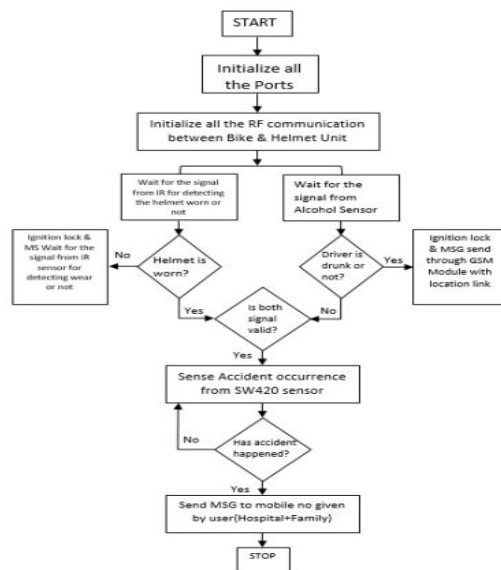 START
Initialize all
the Ports
Initialize all the RF communication
between Bike & Helmet Unit
Wait for the signal
from IR for detecting
the helmet worn or
not
Wait for the
signal from
Alcohol Sensor
Ignition lock &
MS Wait for the
signal from IR
sensor for
detecting wear
or not
No
Helmet is
worn?
Driver is
drunk or
not?
Yes
Ignition lock
& MSG send
through GSM
Module with
location link
Yes
Is both
signal
valid?
No
Yes
Sense Accident occurrence
from SW420 sensor
No
Has accident
happened?
Yes
Send MSG to mobile no given
by user(Hospital+Family)
STOP